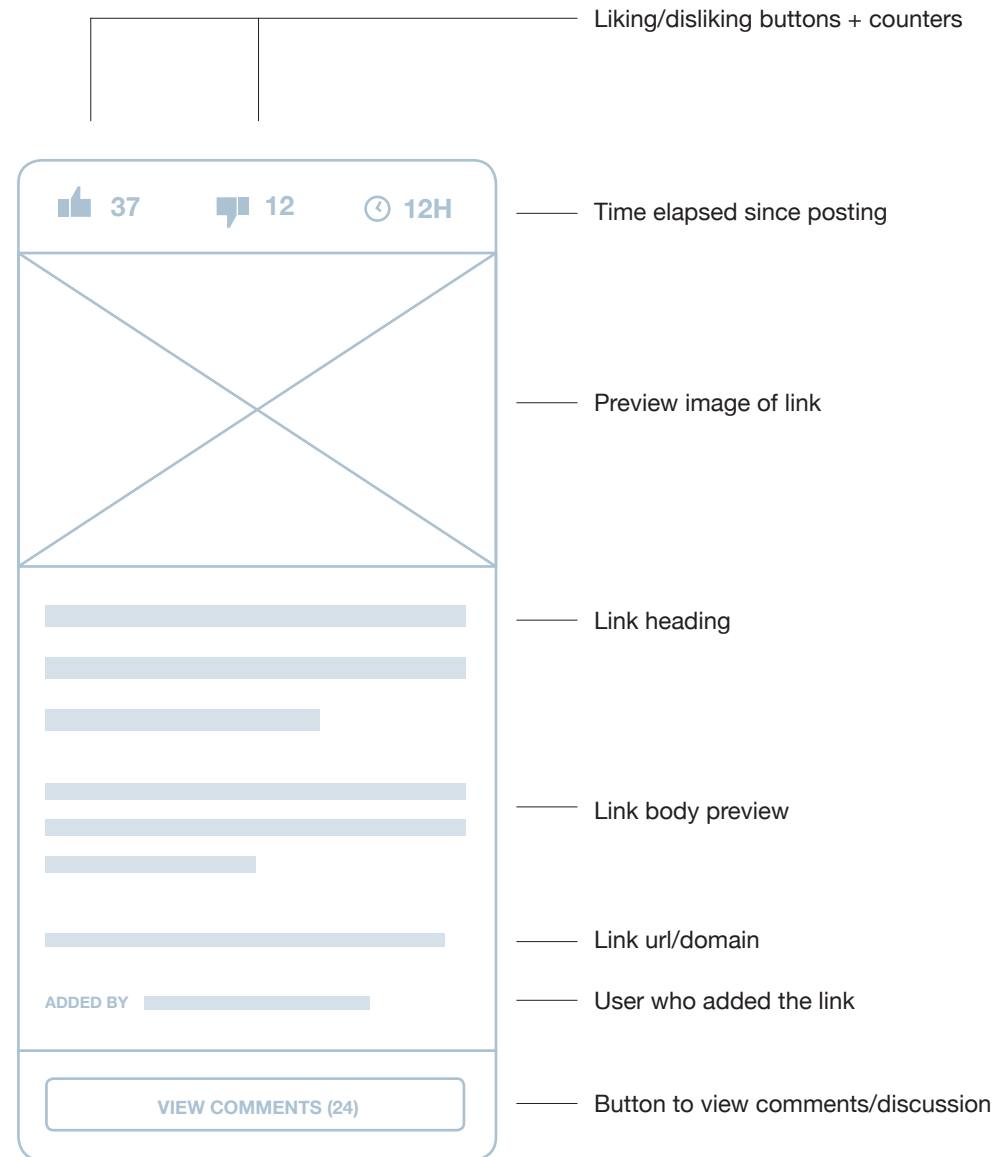 Liking/disliking buttons + counters
37 12 12H
Time elapsed since posting
Preview image of link
Link heading
Link body preview
Link url/domain
ADDED BY
User who added the link
VIEW COMMENTS (24)
Button to view comments/discussion